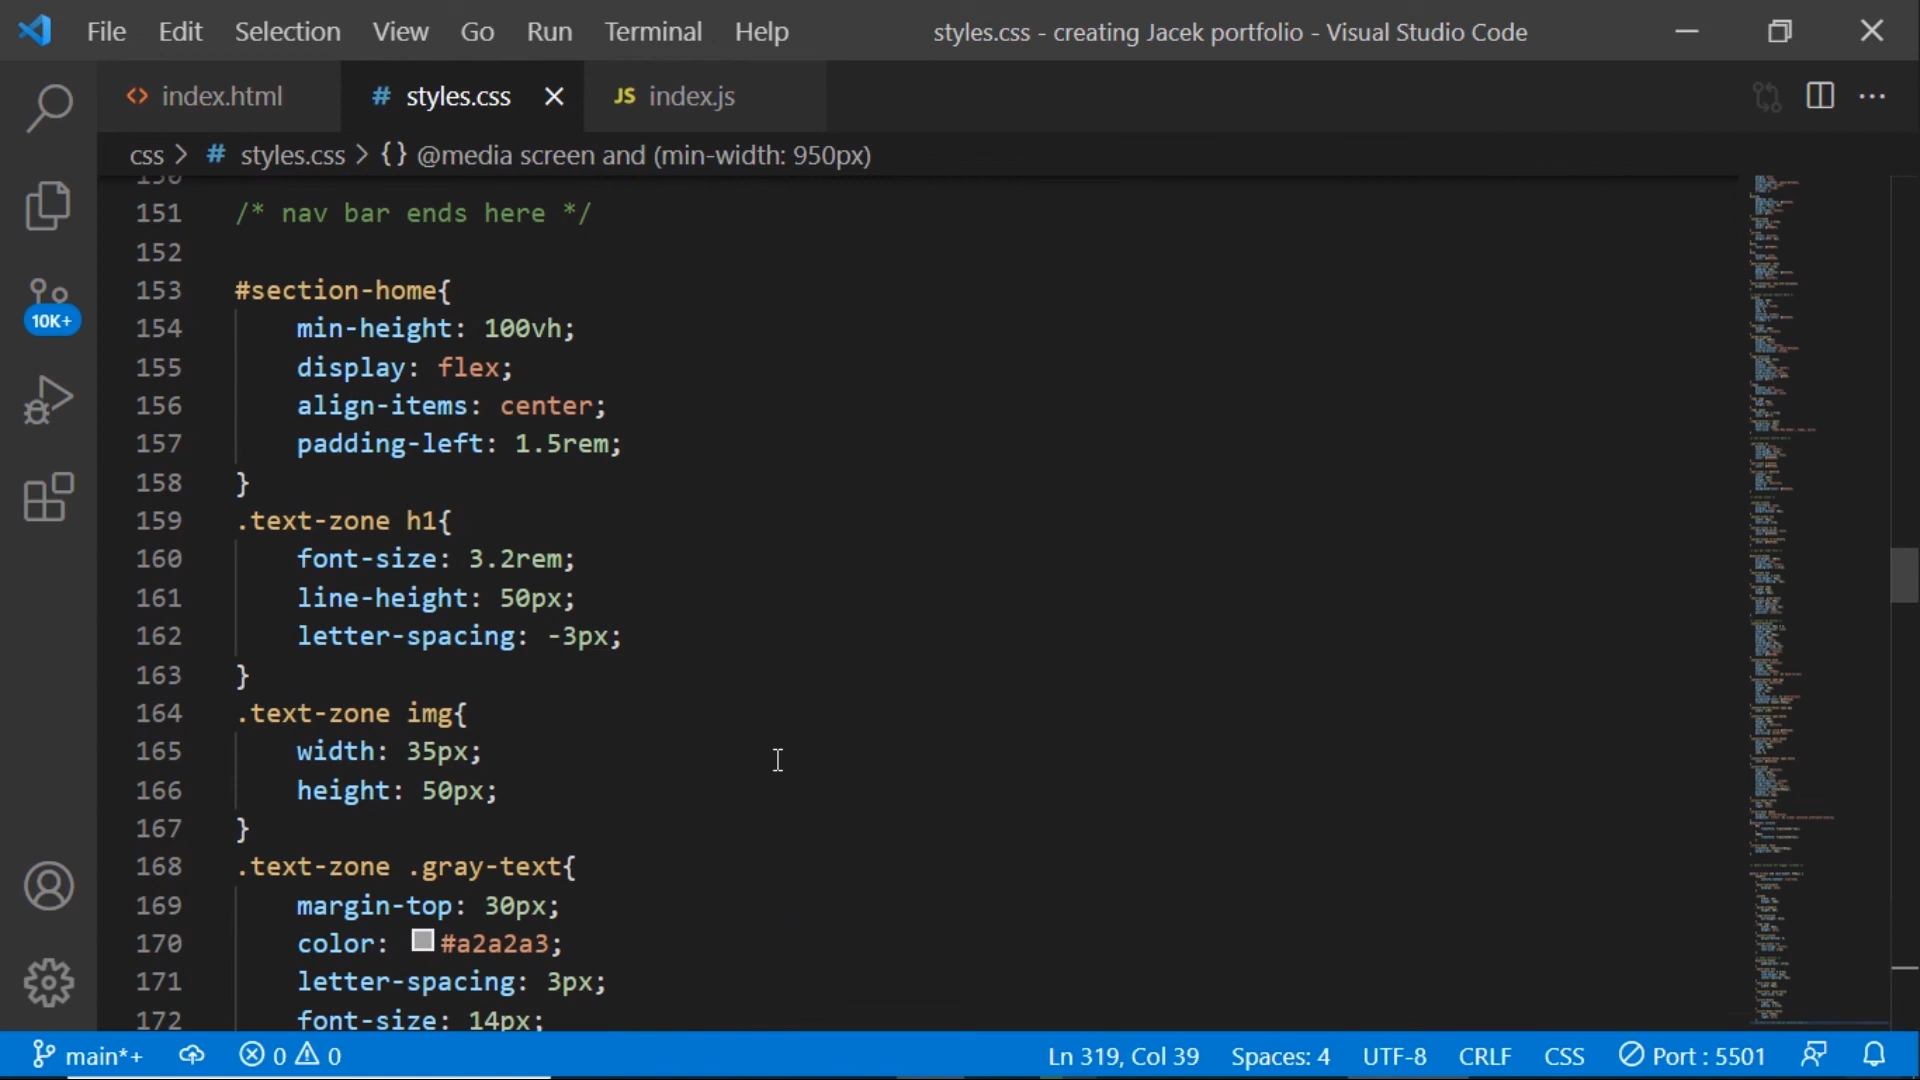 File Edit Selection View Go Run Terminal Help styles.css - creating Jacek portfolio - Visual Studio Code
index.html # styles.css JS index.js
css > # styles.css > {} @media screen and (min-width: 950px)
150
151 /* nav bar ends here */
152
153 #section-home{
154 min-height: 100vh;
155 display: flex;
156 align-items: center;
157 padding-left: 1.5rem;
158 }
159 .text-zone h1{
160 font-size: 3.2rem;
161 line-height: 50px;
162 letter-spacing: -3px;
163 }
164 .text-zone img{
165 width: 35px;
166 height: 50px;
167 }
168 .text-zone .gray-text{
169 margin-top: 30px;
170 color: #a2a2a3;
171 letter-spacing: 3px;
172 font-size: 14px;
10K+
main*+ 0 0 Ln 319, Col 39 Spaces: 4 UTF-8 CRLF CSS Port : 5501